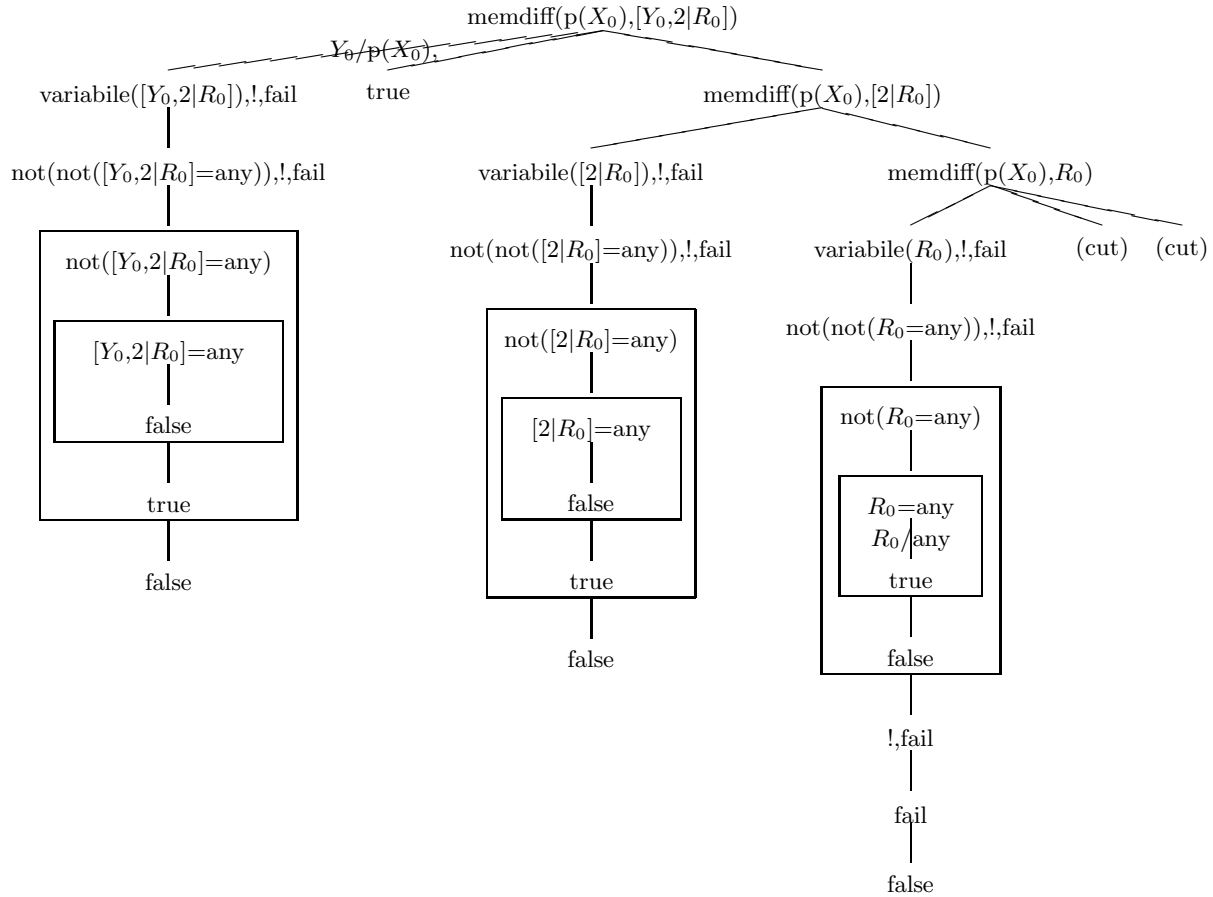 memdiff(p(X₀),[Y₀,2|R₀])
Y₀/p(X₀),
variabile([Y₀,2|R₀]),!,fail
true
memdiff(p(X₀),[2|R₀])
not(not([Y₀,2|R₀]=any)),!,fail
variabile([2|R₀]),!,fail
memdiff(p(X₀),R₀)
not([Y₀,2|R₀]=any)
not(not([2|R₀]=any)),!,fail
variabile(R₀),!,fail
(cut)
(cut)
[Y₀,2|R₀]=any
not([2|R₀]=any)
not(not(R₀=any)),!,fail
false
[2|R₀]=any
not(R₀=any)
true
false
R₀=any
R₀/any
false
true
true
false
false
!,fail
fail
false